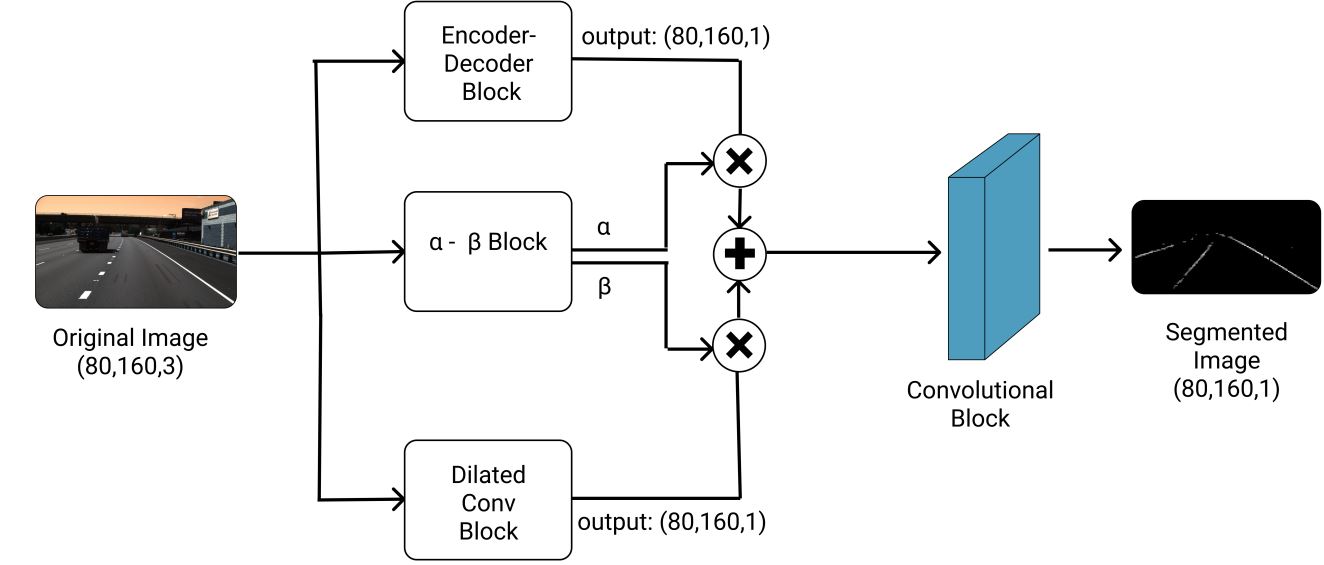 Encoder-
Decoder
Block
output: (80,160,1)
α - β Block
α
β
Original Image
(80,160,3)
Convolutional
Block
Segmented
Image
(80,160,1)
Dilated
Conv
Block
output: (80,160,1)